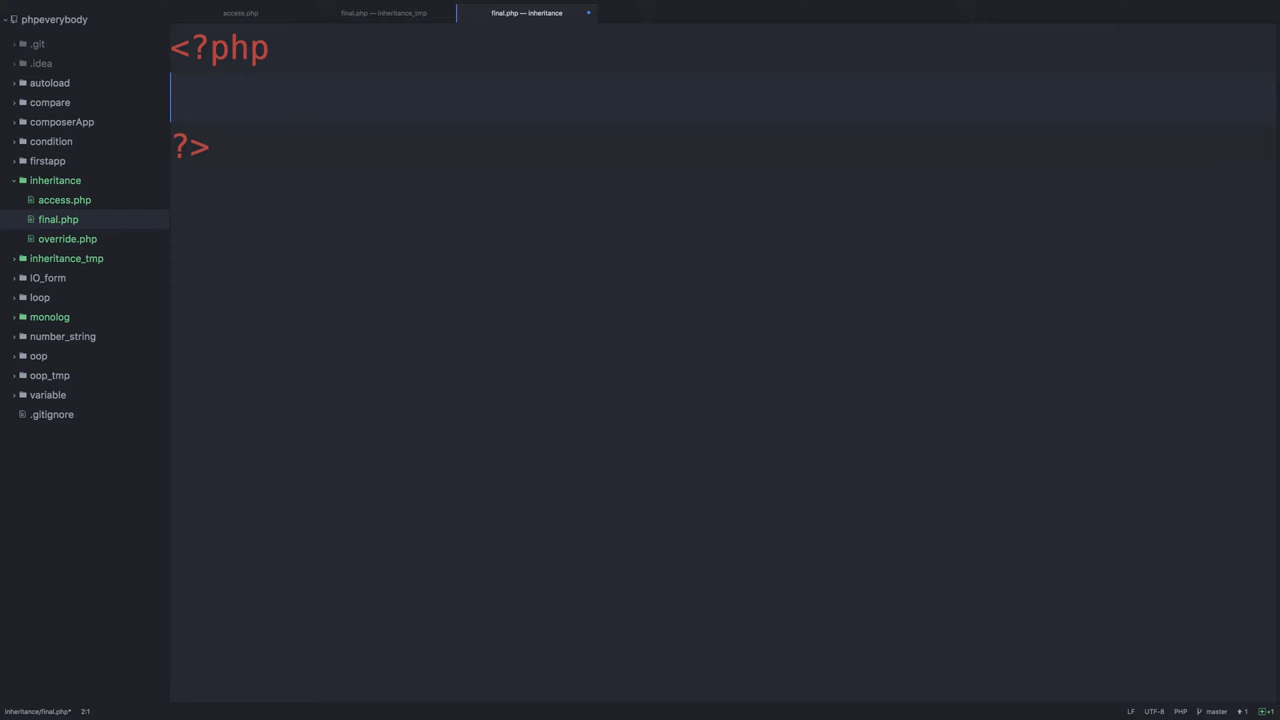 phpeverybody
access.php
final.php — inheritance_tmp
final.php — inheritance
.git
.idea
autoload
compare
composerApp
condition
firstapp
inheritance
access.php
final.php
override.php
inheritance_tmp
IO_form
loop
monolog
number_string
oop
oop_tmp
variable
.gitignore
<?php
?>
inheritance/final.php* 2:1
LF UTF-8 PHP master 1 +1